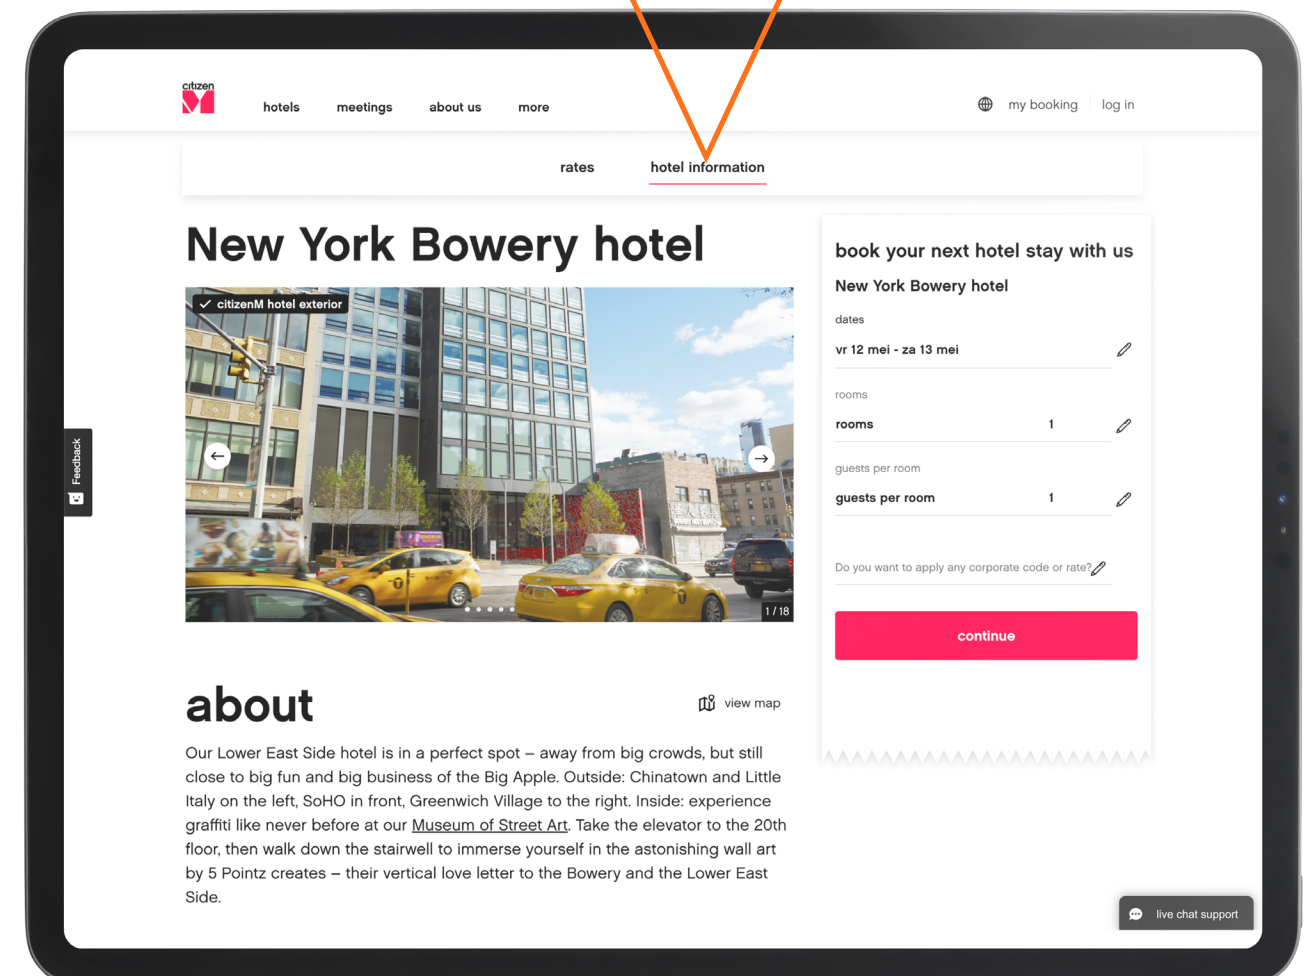 citizen
M
hotels meetings about us more
my booking log in
rates hotel information
New York Bowery hotel
citizenM hotel exterior
1 / 18
book your next hotel stay with us
New York Bowery hotel
dates
vr 12 mei - za 13 mei
rooms
rooms 1
guests per room
guests per room 1
Do you want to apply any corporate code or rate?
continue
Feedback
about
view map
Our Lower East Side hotel is in a perfect spot – away from big crowds, but still
close to big fun and big business of the Big Apple. Outside: Chinatown and Little
Italy on the left, SoHO in front, Greenwich Village to the right. Inside: experience
graffiti like never before at our Museum of Street Art. Take the elevator to the 20th
floor, then walk down the stairwell to immerse yourself in the astonishing wall art
by 5 Pointz creates – their vertical love letter to the Bowery and the Lower East
Side.
live chat support